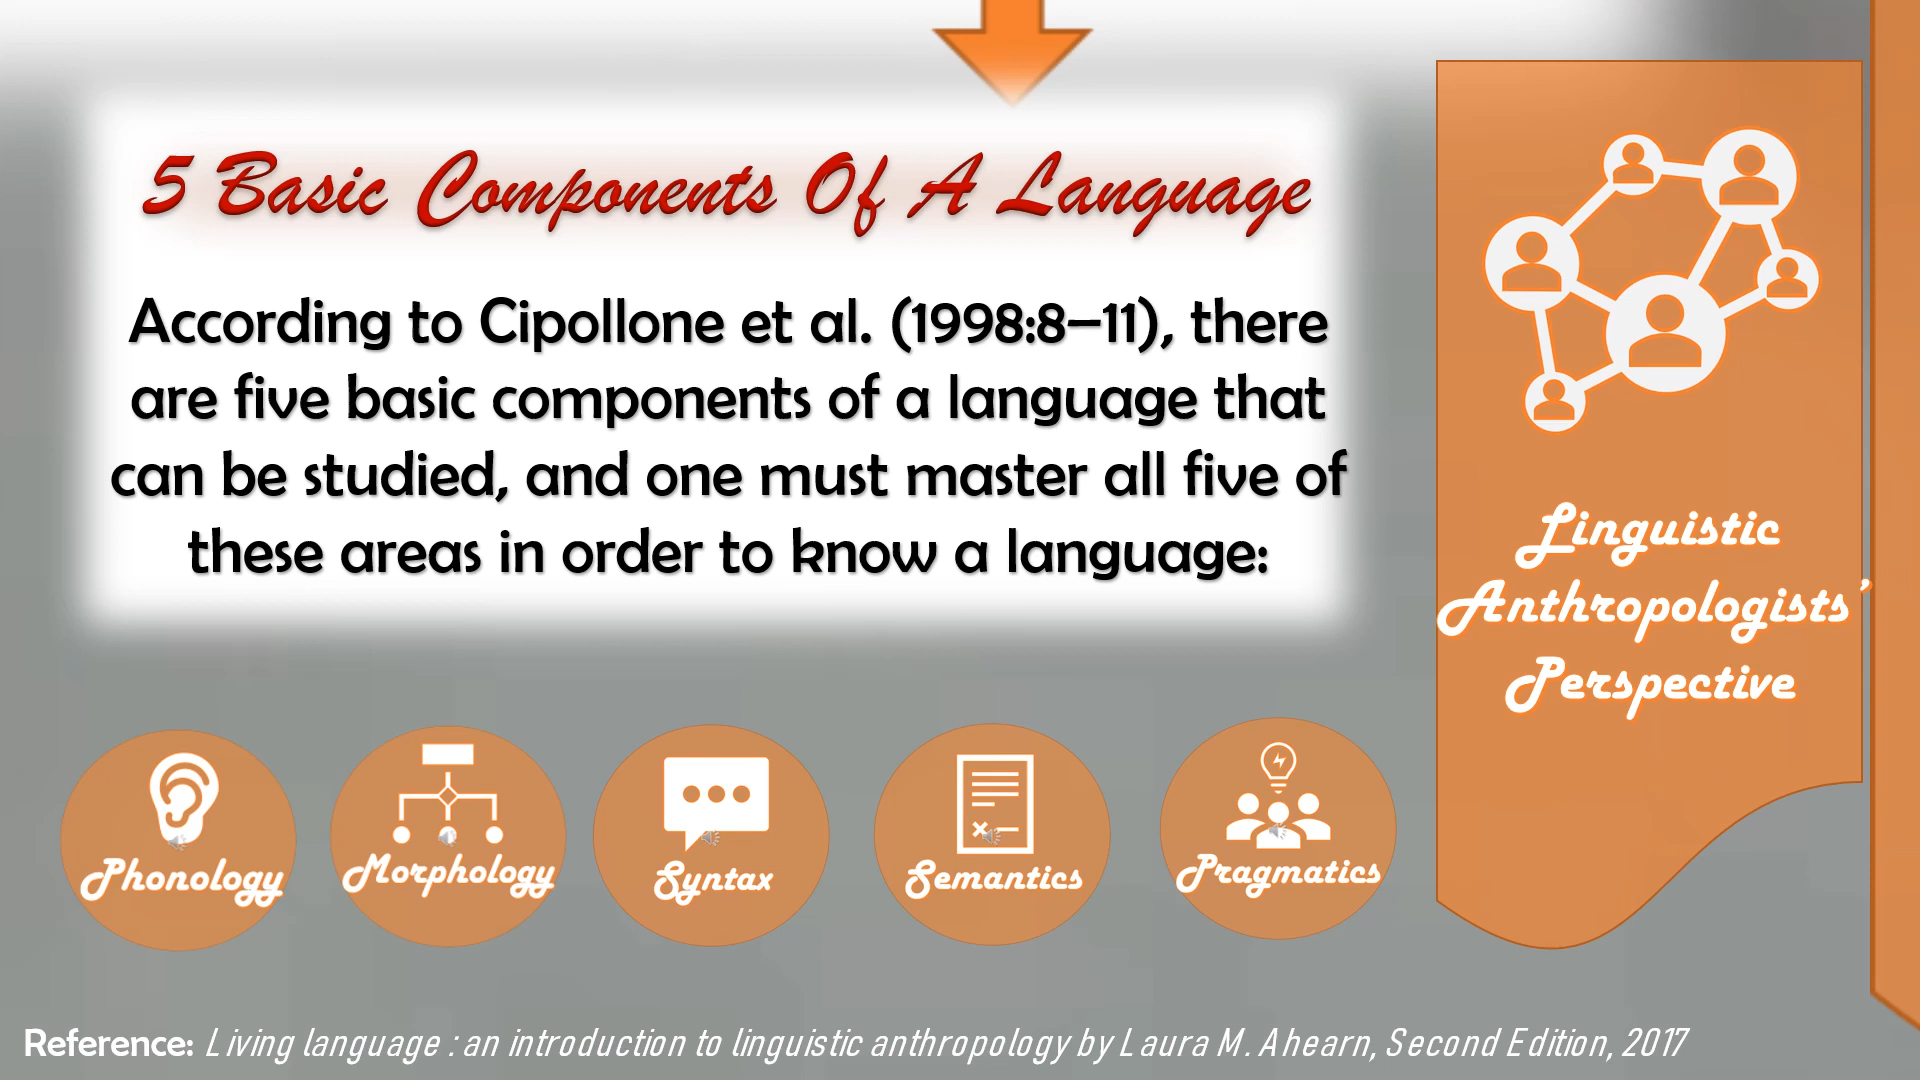 5 Basic Components Of A Language
According to Cipollone et al. (1998:8–11), there
are five basic components of a language that
can be studied, and one must master all five of
these areas in order to know a language:
Linguistic
Anthropologists’
Perspective
Phonology
Morphology
Syntax
Semantics
Pragmatics
Reference: Living language : an introduction to linguistic anthropology by Laura M. Ahearn, Second Edition, 2017